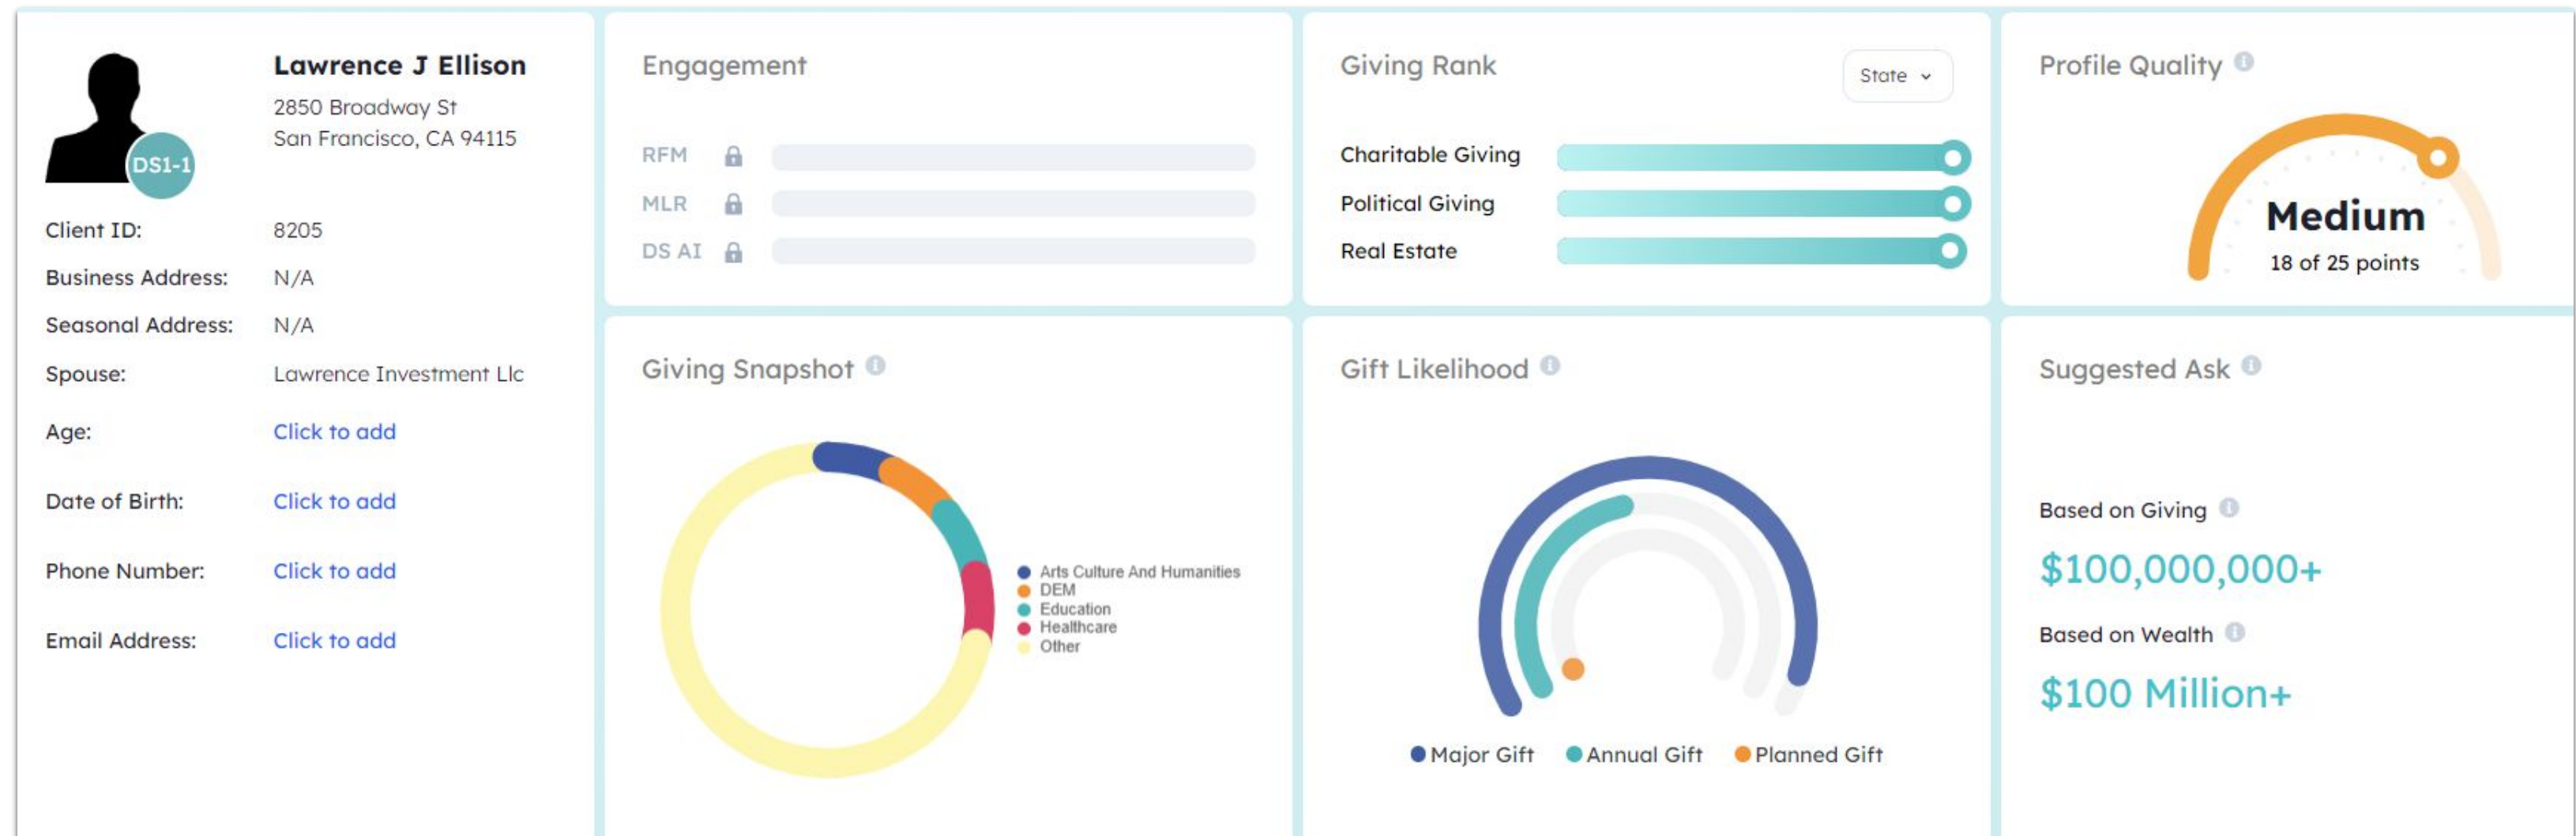 Lawrence J Ellison
2850 Broadway St
San Francisco, CA 94115
DS1-1
Client ID: 8205
Business Address: N/A
Seasonal Address: N/A
Spouse: Lawrence Investment Llc
Age: Click to add
Date of Birth: Click to add
Phone Number: Click to add
Email Address: Click to add
Engagement
RFM
MLR
DS AI
Giving Rank
State
Charitable Giving
Political Giving
Real Estate
Profile Quality
Medium
18 of 25 points
Giving Snapshot
Arts Culture And Humanities
DEM
Education
Healthcare
Other
Gift Likelihood
Major Gift Annual Gift Planned Gift
Suggested Ask
Based on Giving
$100,000,000+
Based on Wealth
$100 Million+